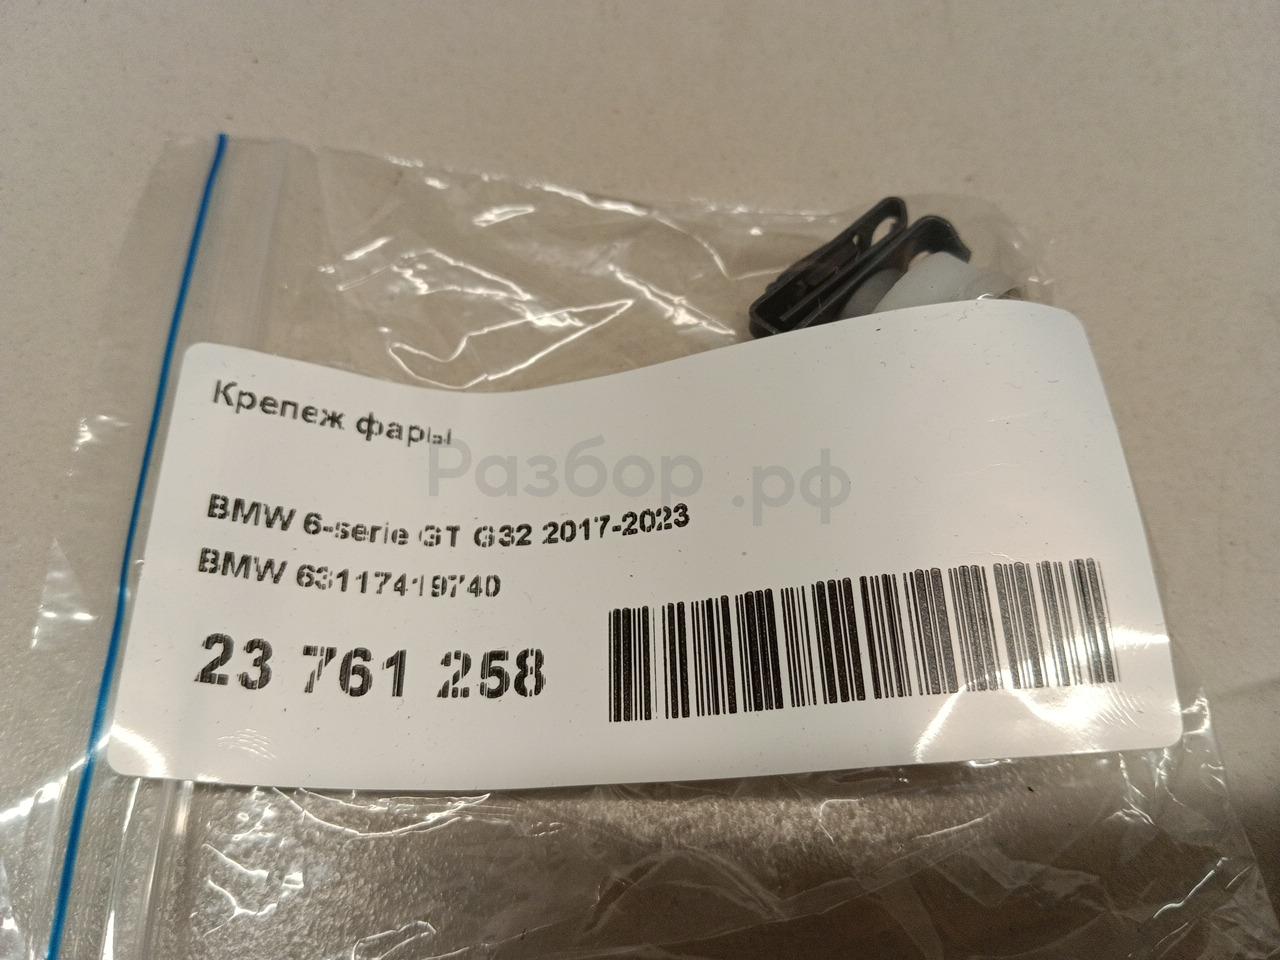 Крепеж фары
Разбор.рф
BMW 6-serie GT G32 2017-2023
BMW 63117419740
23 761 258